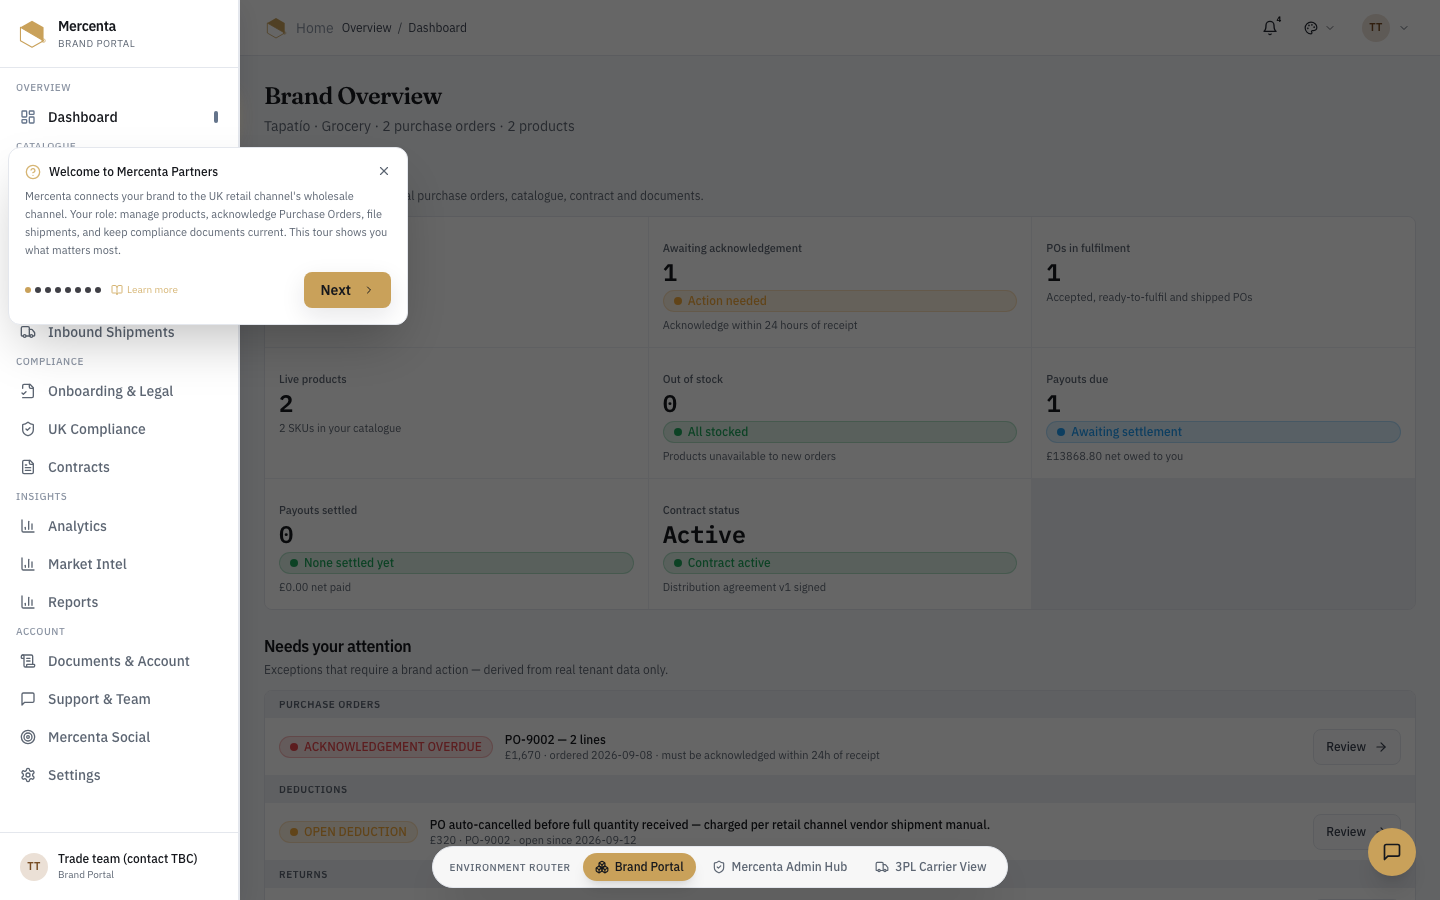 Mercenta
BRAND PORTAL
Home Overview / Dashboard
4
TT
OVERVIEW
Dashboard
CATALOGUE
Welcome to Mercenta Partners
Mercenta connects your brand to the UK retail channel's wholesale
channel. Your role: manage products, acknowledge Purchase Orders, file
shipments, and keep compliance documents current. This tour shows you
what matters most.
Learn more
Next
Inbound Shipments
COMPLIANCE
Onboarding & Legal
UK Compliance
Contracts
INSIGHTS
Analytics
Market Intel
Reports
ACCOUNT
Documents & Account
Support & Team
Mercenta Social
Settings
TT
Trade team (contact TBC)
Brand Portal
Brand Overview
Tapatío · Grocery · 2 purchase orders · 2 products
purchase orders, catalogue, contract and documents.
Awaiting acknowledgement
1
Action needed
Acknowledge within 24 hours of receipt
POs in fulfilment
1
Accepted, ready-to-fulfil and shipped POs
Live products
2
2 SKUs in your catalogue
Out of stock
0
All stocked
Products unavailable to new orders
Payouts due
1
Awaiting settlement
£13868.80 net owed to you
Payouts settled
0
None settled yet
£0.00 net paid
Contract status
Active
Contract active
Distribution agreement v1 signed
Needs your attention
Exceptions that require a brand action — derived from real tenant data only.
PURCHASE ORDERS
ACKNOWLEDGEMENT OVERDUE
PO-9002 — 2 lines
£1,670 · ordered 2026-09-08 · must be acknowledged within 24h of receipt
Review
DEDUCTIONS
OPEN DEDUCTION
PO auto-cancelled before full quantity received — charged per retail channel vendor shipment manual.
£320 · PO-9002 · open since 2026-09-12
Review
RETURNS
ENVIRONMENT ROUTER
Brand Portal
Mercenta Admin Hub
3PL Carrier View